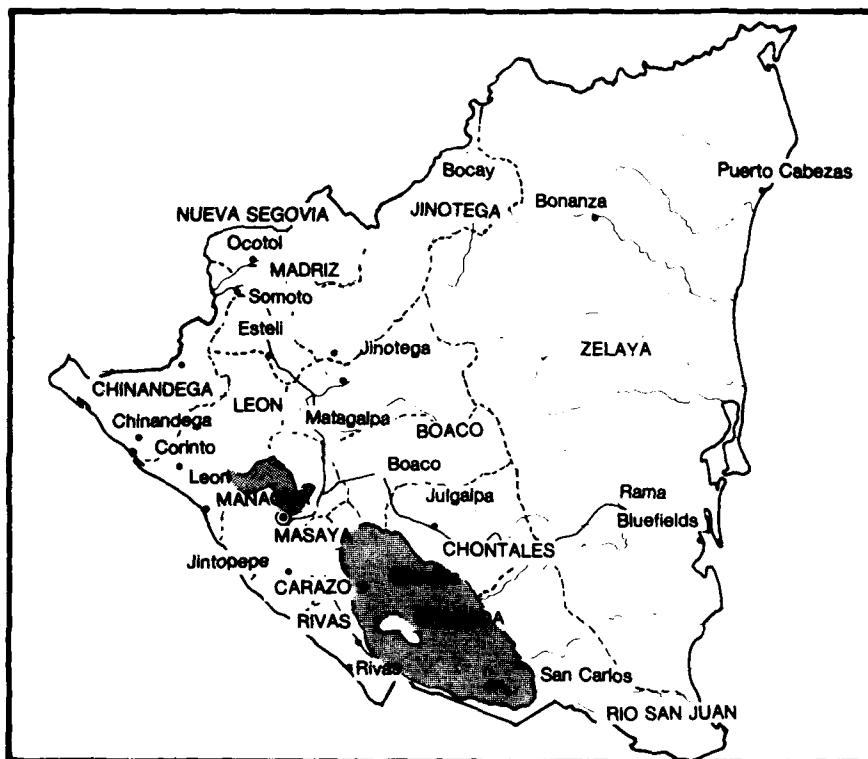 Bocay
Puerto Cabezas
NUEVA SEGOVIA
JINOTEGA
Bonanza
Ocotol
MADRIZ
Somoto
Esteli
Jinotega
ZELAYA
CHINANDEGA
LEON
Chinandega
Matagalpa
BOACO
Corinto
Leon
Boaco
Juigalpa
Rama
MANAGUA
Bluefields
MASAYA
CHONTALES
Jintopepe
CARAZO
RIVAS
Rivas
San Carlos
RIO SAN JUAN